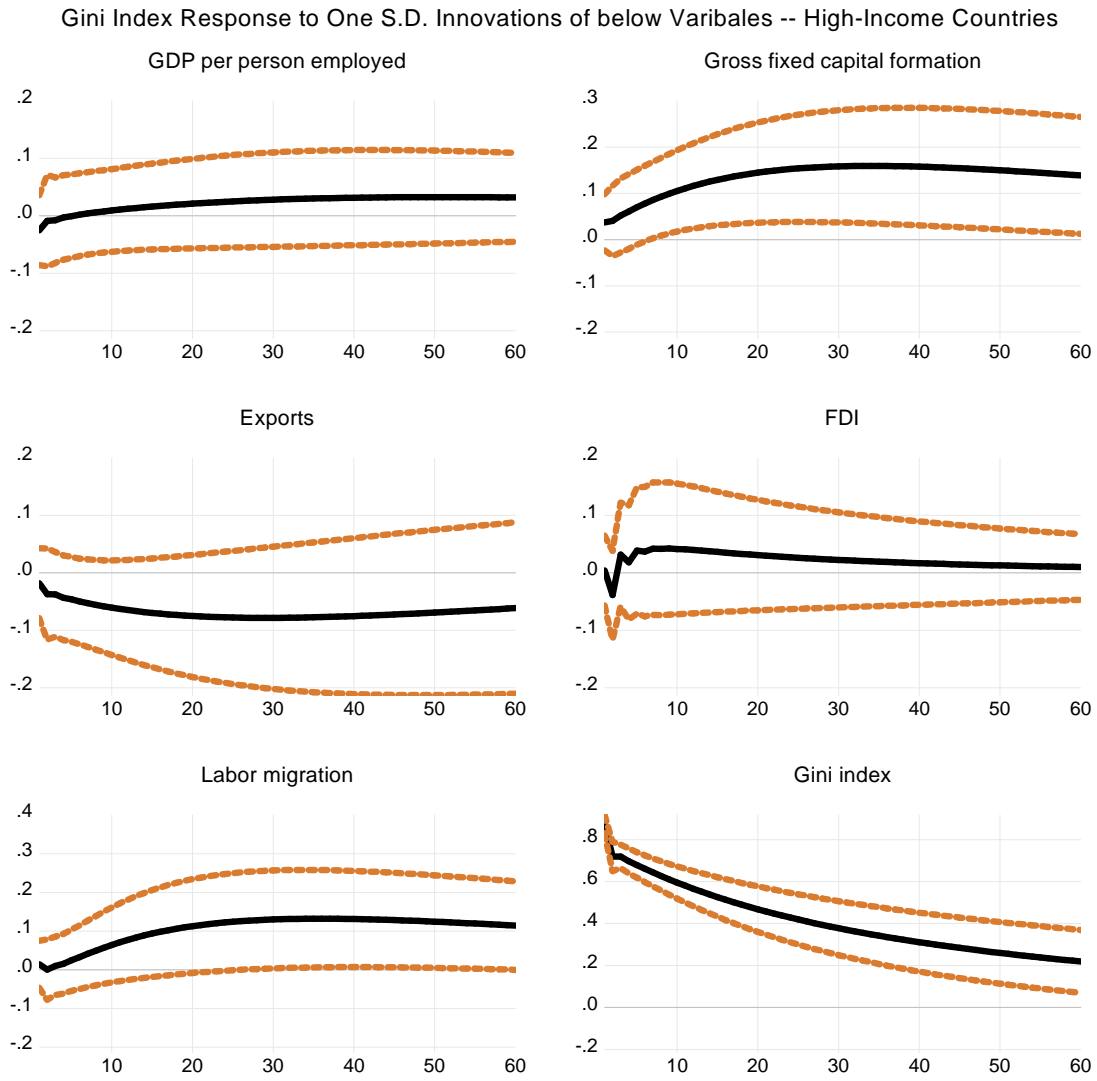 Gini Index Response to One S.D. Innovations of below Varibales -- High-Income Countries
GDP per person employed
.2
.1
.0
-.1
-.2
10 20 30 40 50 60
Gross fixed capital formation
.3
.2
.1
.0
-.1
-.2
10 20 30 40 50 60
Exports
.2
.1
.0
-.1
-.2
10 20 30 40 50 60
FDI
.2
.1
.0
-.1
-.2
10 20 30 40 50 60
Labor migration
.4
.3
.2
.1
.0
-.1
-.2
10 20 30 40 50 60
Gini index
.8
.6
.4
.2
.0
-.2
10 20 30 40 50 60